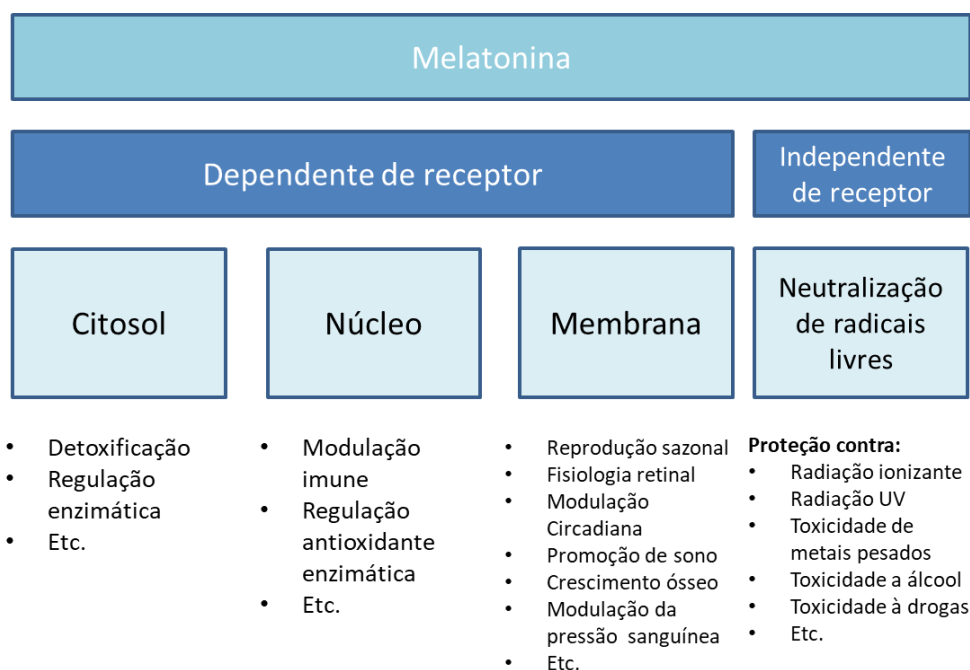 Melatonina
Dependente de receptor
Independente
de receptor
Citosol
Núcleo
Membrana
Neutralização
de radicais
livres
• Detoxificação
• Regulação
enzimática
• Etc.
• Modulação
imune
• Regulação
antioxidante
enzimática
• Etc.
• Reprodução sazonal
• Fisiologia retinal
• Modulação
Circadiana
• Promoção de sono
• Crescimento ósseo
• Modulação da
pressão sanguínea
• Etc.
Proteção contra:
• Radiação ionizante
• Radiação UV
• Toxicidade de
metais pesados
• Toxicidade a álcool
• Toxicidade à drogas
• Etc.